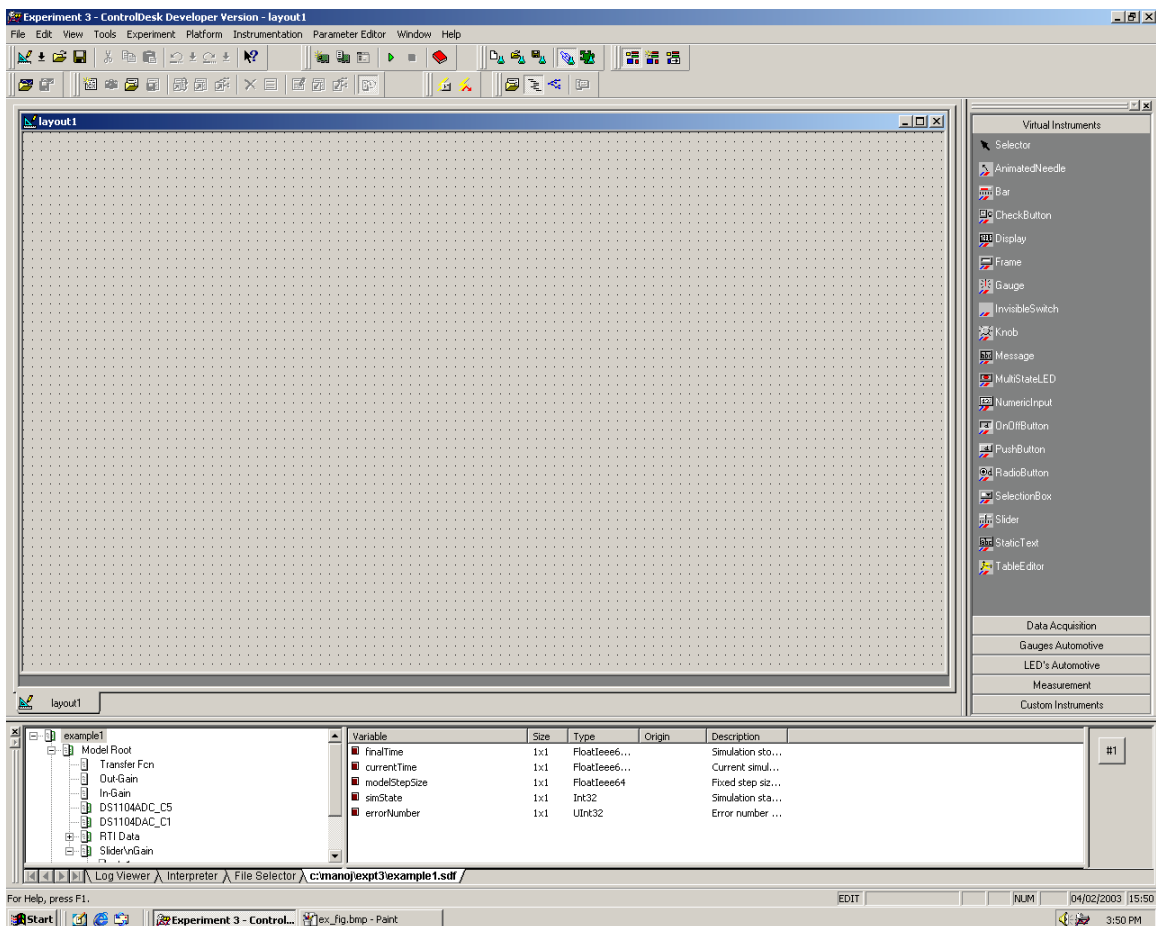 Experiment 3 - ControlDesk Developer Version - layout1
File Edit View Tools Experiment Platform Instrumentation Parameter Editor Window Help
layout1
Virtual Instruments
Selector
AnimatedNeedle
Bar
CheckButton
Display
Frame
Gauge
InvisibleSwitch
Knob
Message
MultiStateLED
NumericInput
OnOffButton
PushButton
RadioButton
SelectionBox
Slider
StaticText
TableEditor
Data Acquisition
Gauges Automotive
LED's Automotive
Measurement
Custom Instruments
layout1
example1
Model Root
Transfer Fcn
Out-Gain
In-Gain
DS1104ADC_C5
DS1104DAC_C1
RTI Data
Slider\nGain
Variable Size Type Origin Description
finalTime 1x1 FloatIeee6... Simulation sto...
currentTime 1x1 FloatIeee6... Current simul...
modelStepSize 1x1 FloatIeee64 Fixed step siz...
simState 1x1 Int32 Simulation sta...
errorNumber 1x1 UInt32 Error number ...
#1
Log Viewer Interpreter File Selector c:\manoj\expt3\example1.sdf
For Help, press F1. EDIT NUM 04/02/2003 15:50
Start Experiment 3 - Control... ex_fig.bmp - Paint 3:50 PM